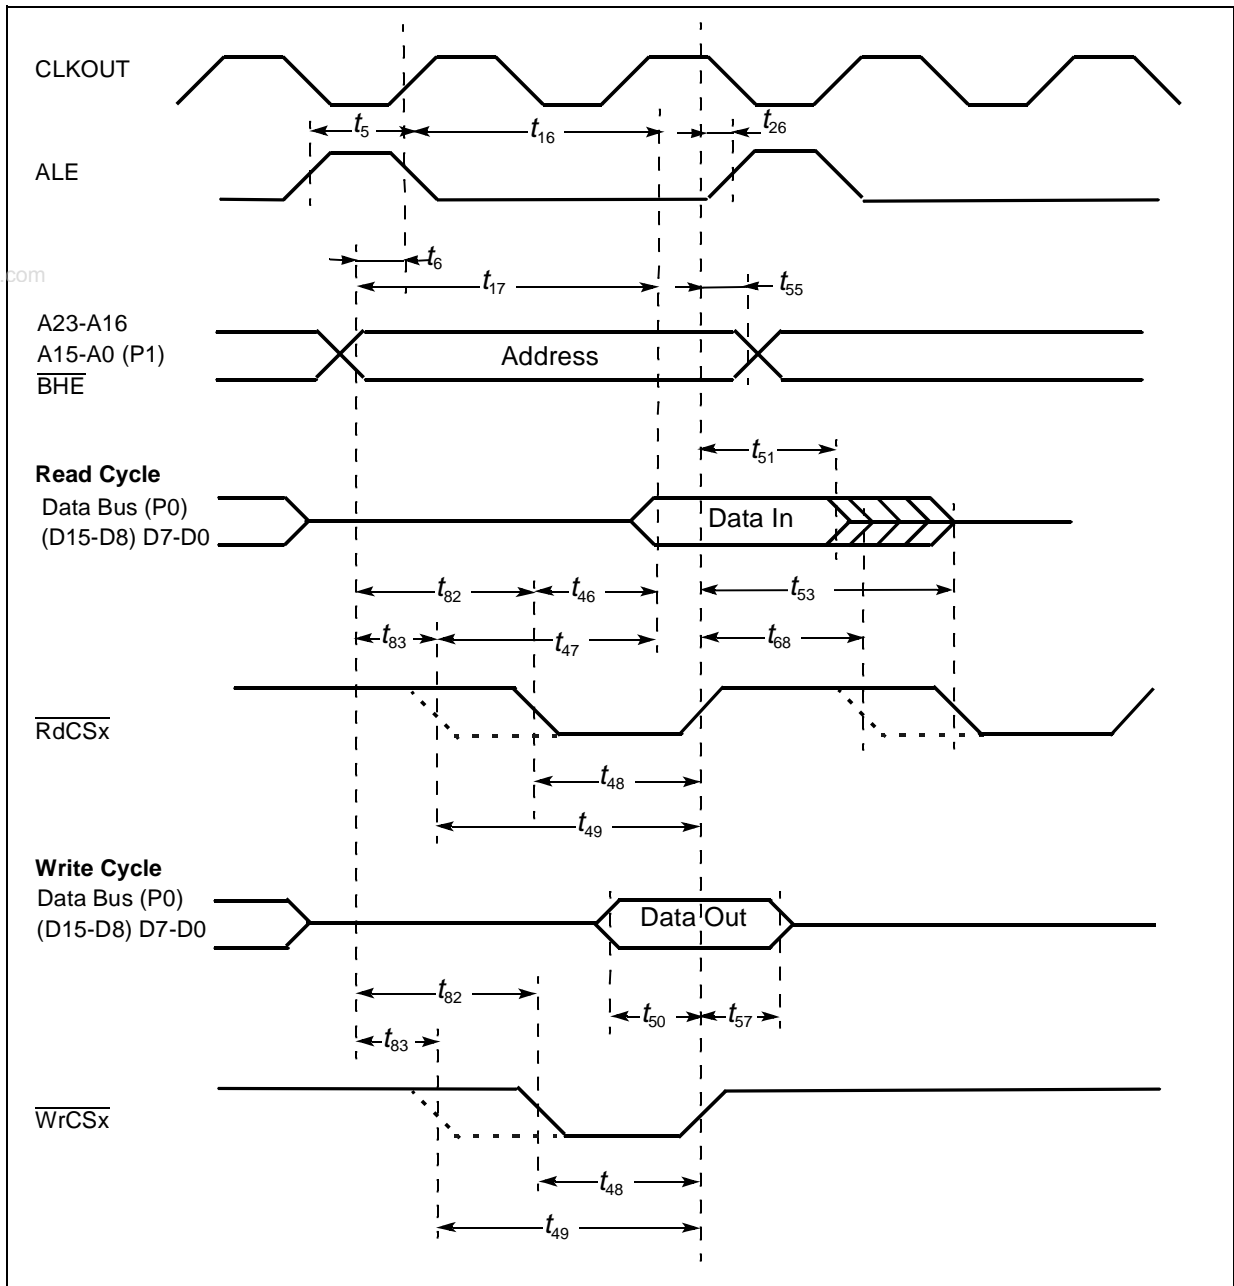 CLKOUT
t5
t16
t26
ALE
t6
.com
t17
t55
A23-A16
A15-A0 (P1)
Address
BHE
t51
Read Cycle
Data Bus (P0)
Data In
(D15-D8) D7-D0
t82
t46
t53
t83
t47
t68
RdCSx
t48
t49
Write Cycle
Data Bus (P0)
Data Out
(D15-D8) D7-D0
t82
t50
t57
t83
WrCSx
t48
t49